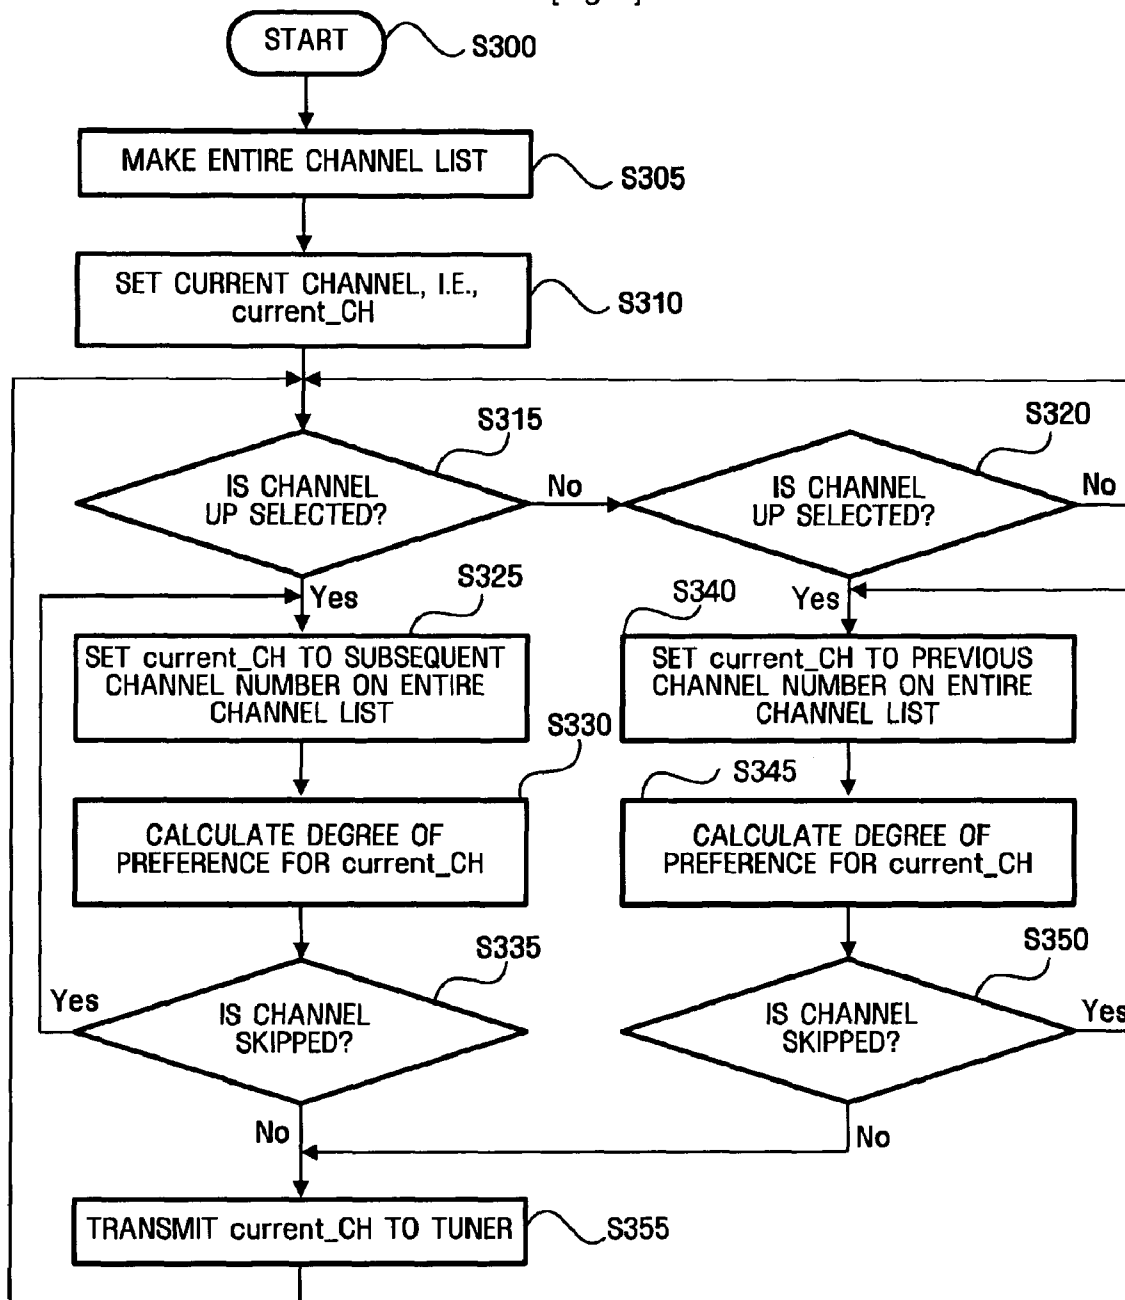 START
S300
MAKE ENTIRE CHANNEL LIST
S305
SET CURRENT CHANNEL, I.E.,
current_CH
S310
S315
IS CHANNEL
UP SELECTED?
No
S320
IS CHANNEL
UP SELECTED?
No
Yes
S325
SET current_CH TO SUBSEQUENT
CHANNEL NUMBER ON ENTIRE
CHANNEL LIST
Yes
S340
SET current_CH TO PREVIOUS
CHANNEL NUMBER ON ENTIRE
CHANNEL LIST
S330
CALCULATE DEGREE OF
PREFERENCE FOR current_CH
S345
CALCULATE DEGREE OF
PREFERENCE FOR current_CH
S335
Yes
IS CHANNEL
SKIPPED?
No
S350
IS CHANNEL
SKIPPED?
Yes
No
TRANSMIT current_CH TO TUNER
S355